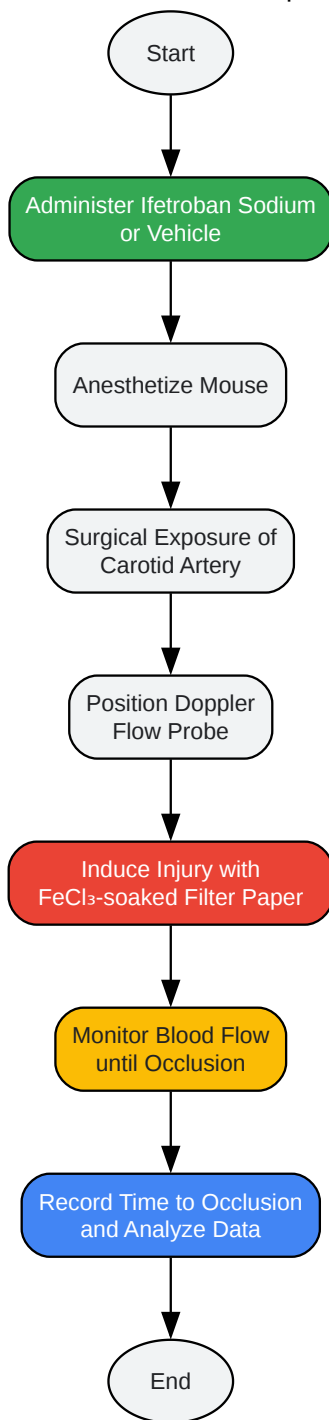 Start
Administer Ifetroban Sodium
or Vehicle
Anesthetize Mouse
Surgical Exposure of
Carotid Artery
Position Doppler
Flow Probe
Induce Injury with
FeCl₃-soaked Filter Paper
Monitor Blood Flow
until Occlusion
Record Time to Occlusion
and Analyze Data
End